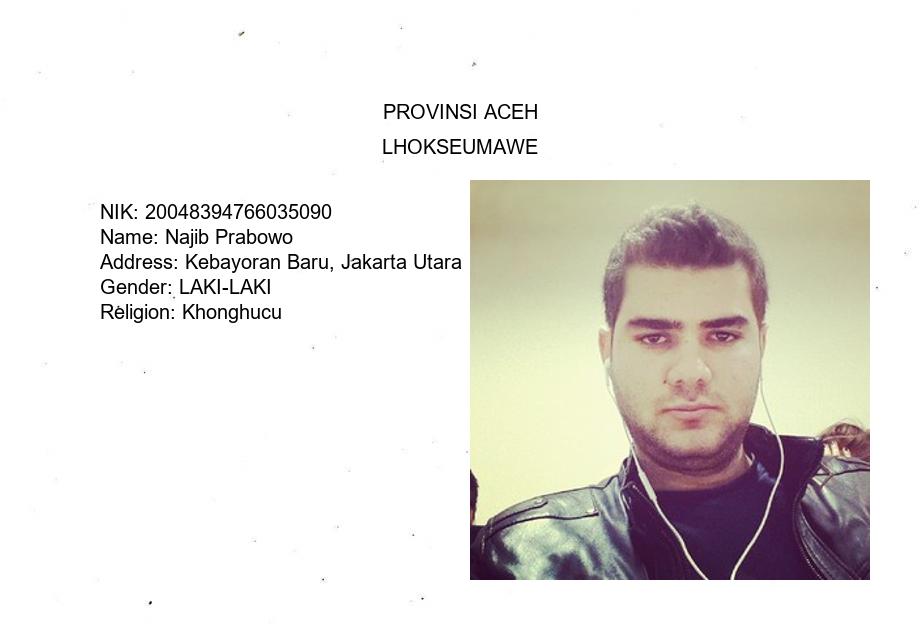 PROVINSI ACEH
LHOKSEUMAWE
NIK: 20048394766035090
Name: Najib Prabowo
Address: Kebayoran Baru, Jakarta Utara
Gender: LAKI-LAKI
Religion: Khonghucu